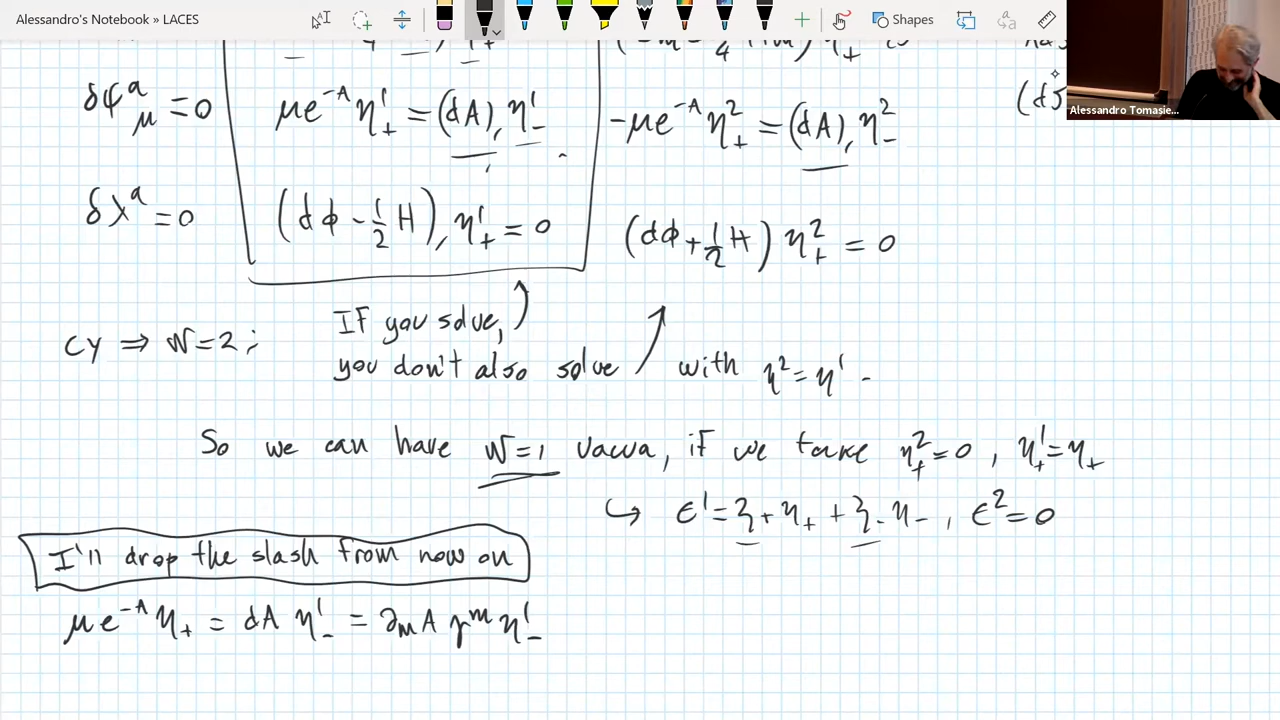 Alessandro's Notebook » LACES
Shapes
Alessandro Tomasie...
δψ^a_μ = 0
μe^{-A} η^1_+ = (dA)· η^1_-
-μe^{-A} η^2_+ = (dA)· η^2_-
δλ^a = 0
(dϕ - 1/2 H)· η^1_+ = 0
(dϕ + 1/2 H) η^2_+ = 0
CY ⇒ N=2 ;
IF you solve,
you don't also solve with η^2 = η^1 -
So we can have N=1 vacua, if we take η^2_+ = 0 , η^1_+ = η_+
↪ ϵ^1 = ζ_+ η_+ + ζ_- η_- , ϵ^2 = 0
I'll drop the slash from now on
μe^{-A} η_+ = dA η^1_- = ∂_m A γ^m η^1_-